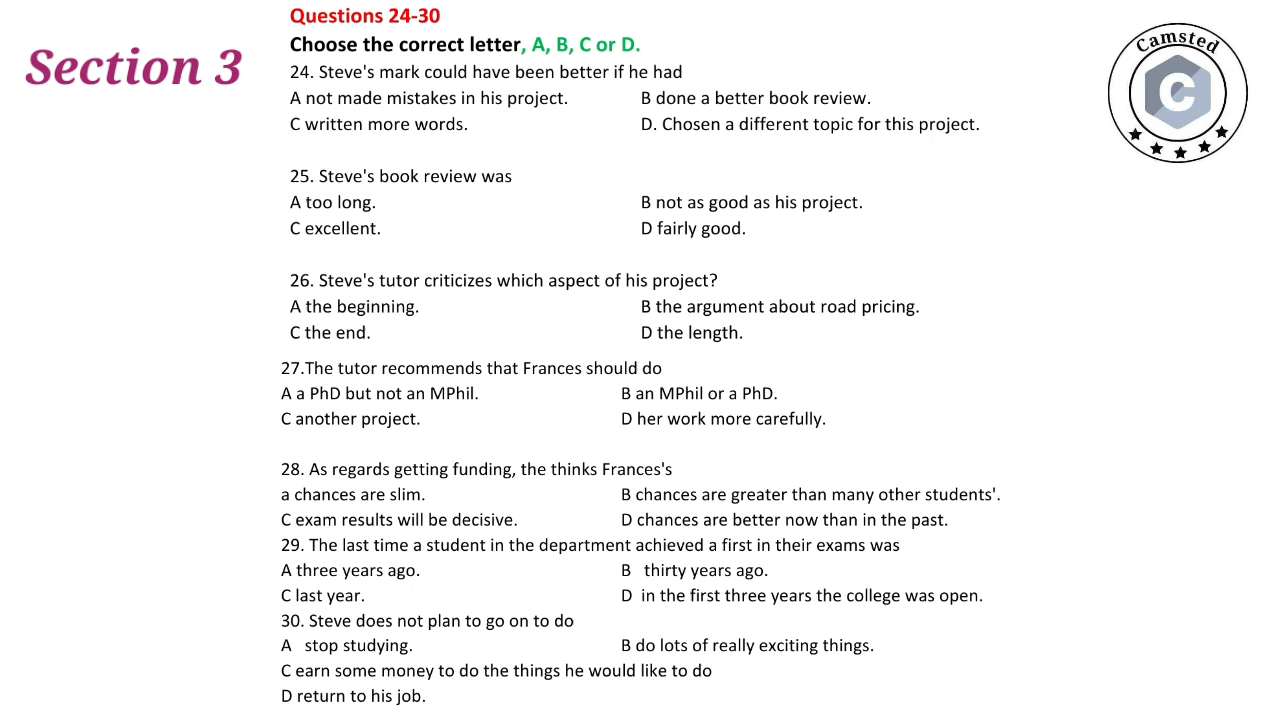 Section 3
Camsted
C
Questions 24-30
Choose the correct letter, A, B, C or D.
24. Steve's mark could have been better if he had
A not made mistakes in his project. B done a better book review.
C written more words. D. Chosen a different topic for this project.
25. Steve's book review was
A too long. B not as good as his project.
C excellent. D fairly good.
26. Steve's tutor criticizes which aspect of his project?
A the beginning. B the argument about road pricing.
C the end. D the length.
27.The tutor recommends that Frances should do
A a PhD but not an MPhil. B an MPhil or a PhD.
C another project. D her work more carefully.
28. As regards getting funding, the thinks Frances's
a chances are slim. B chances are greater than many other students'.
C exam results will be decisive. D chances are better now than in the past.
29. The last time a student in the department achieved a first in their exams was
A three years ago. B thirty years ago.
C last year. D in the first three years the college was open.
30. Steve does not plan to go on to do
A stop studying. B do lots of really exciting things.
C earn some money to do the things he would like to do
D return to his job.